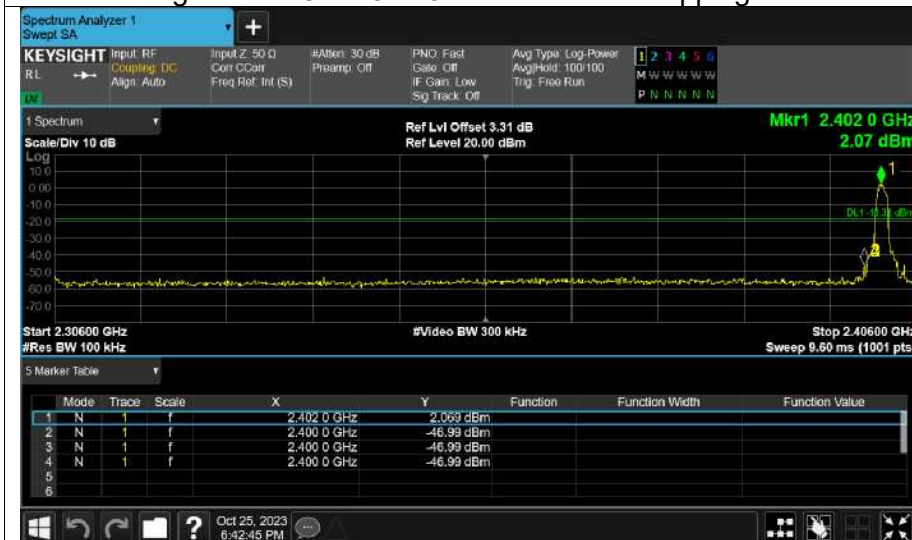 Spectrum Analyzer 1
Swept SA
+
KEYSIGHT Input: RF Input Z: 50 Ω #Atten: 30 dB PNO: Fast Avg Type: Log-Power 1 2 3 4 5 6
RL Coupling: DC Corr CCorr Preamp: Off Gate: Off Avg|Hold: 100/100 M W W W W W
Align: Auto Freq Ref: Int (S) IF Gain: Low Trig: Free Run
Sig Track: Off P N N N N N
LXI
1 Spectrum Ref Lvl Offset 3.31 dB Mkr1 2.402 0 GHz
Scale/Div 10 dB Ref Level 20.00 dBm 2.07 dBm
Log
10.0 1
0.00
-10.0
-20.0
-30.0
-40.0 2
-50.0
-60.0
-70.0
Start 2.30600 GHz #Video BW 300 kHz Stop 2.40600 GHz
#Res BW 100 kHz Sweep 9.60 ms (1001 pts
5 Marker Table
Mode Trace Scale X Y Function Function Width Function Value
1 N 1 f 2.402 0 GHz 2.069 dBm
2 N 1 f 2.400 0 GHz -46.99 dBm
3 N 1 f 2.400 0 GHz -46.99 dBm
4 N 1 f 2.400 0 GHz -46.99 dBm
5
6
? Oct 25, 2023
6:42:45 PM